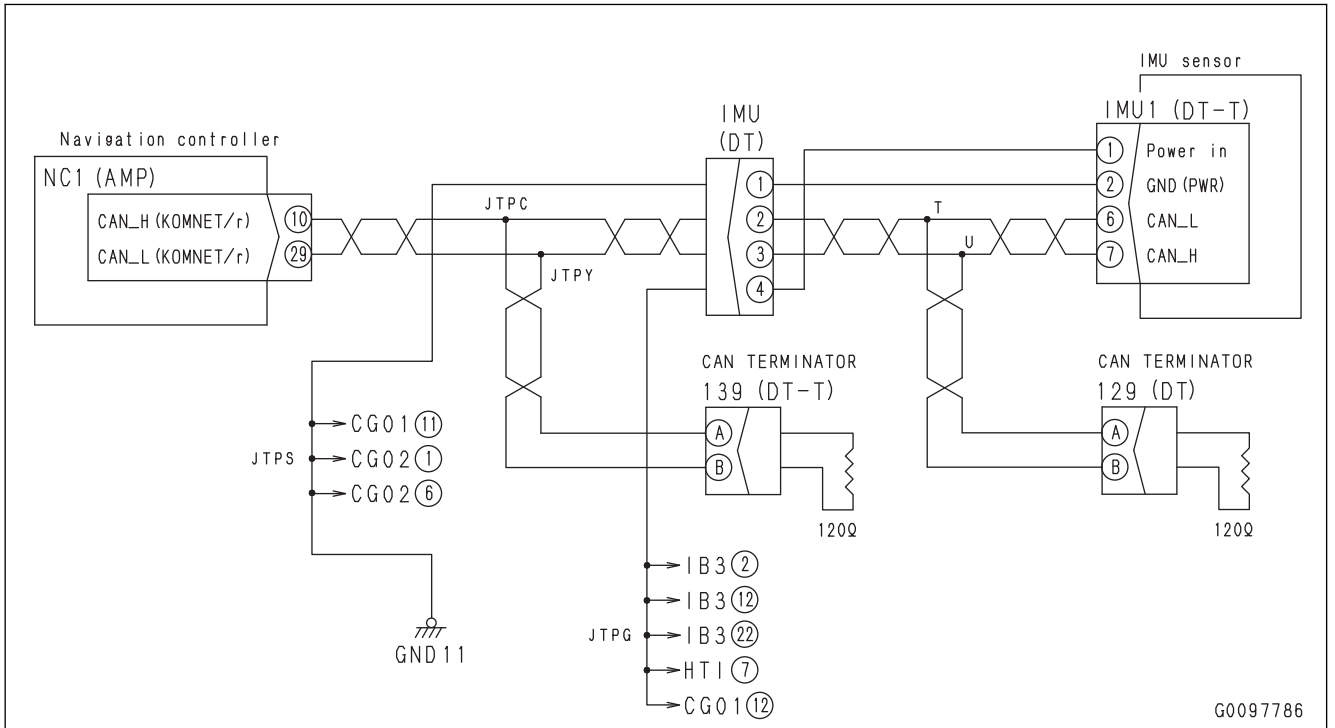 IMU sensor
IMU
(DT)
IMU1 (DT-T)
Navigation controller
NC1 (AMP)
CAN_H (KOMNET/r) 10
CAN_L (KOMNET/r) 29
JTPC
JTPY
1
2
3
4
T
U
1 Power in
2 GND (PWR)
6 CAN_L
7 CAN_H
CAN TERMINATOR
139 (DT-T)
A
B
120Ω
CAN TERMINATOR
129 (DT)
A
B
120Ω
JTPS
CG01 11
CG02 1
CG02 6
GND11
JTPG
IB3 2
IB3 12
IB3 22
HTI 7
CG01 12
G0097786